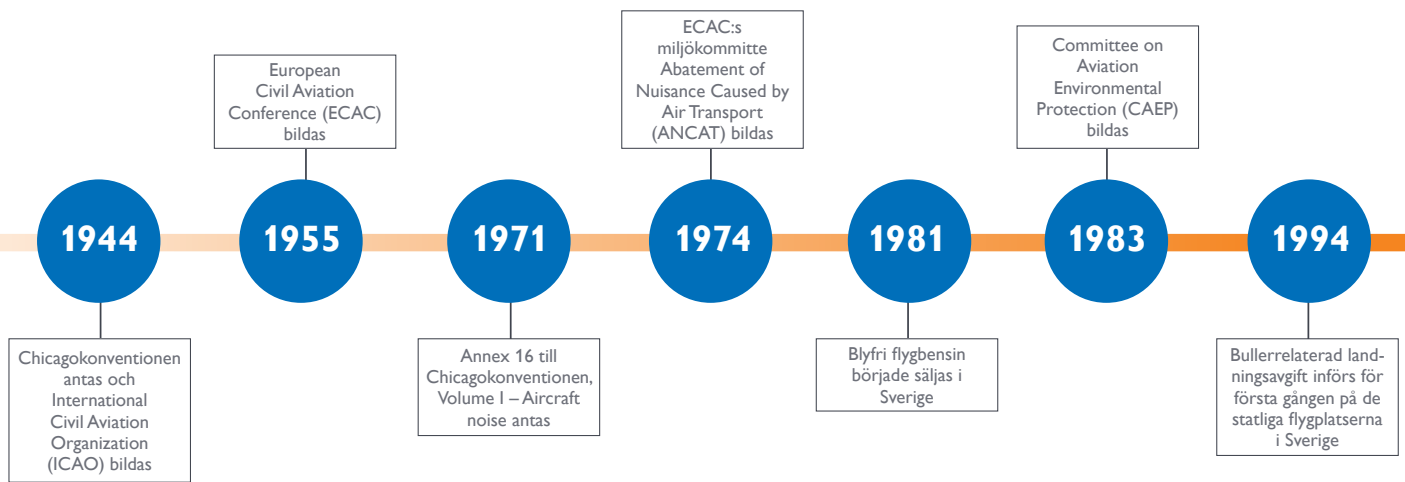 1944
Chicagokonventionen
antas och
International
Civil Aviation
Organization
(ICAO) bildas
European
Civil Aviation
Conference (ECAC)
bildas
1955
1971
Annex 16 till
Chicagokonventionen,
Volume I – Aircraft
noise antas
ECAC:s
miljökommitte
Abatement of
Nuisance Caused by
Air Transport
(ANCAT) bildas
1974
1981
Blyfri flygbensin
började säljas i
Sverige
Committee on
Aviation
Environmental
Protection (CAEP)
bildas
1983
1994
Bullerrelaterad land-
ningsavgift införs för
första gången på de
statliga flygplatserna
i Sverige